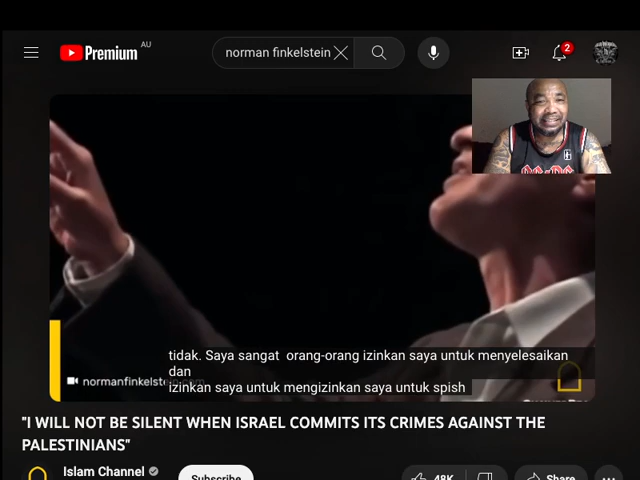 Premium AU
norman finkelstein
2
tidak. Saya sangat orang-orang izinkan saya untuk menyelesaikan
dan
izinkan saya untuk mengizinkan saya untuk spish
normanfinkelstein.com
"I WILL NOT BE SILENT WHEN ISRAEL COMMITS ITS CRIMES AGAINST THE
PALESTINIANS"
Islam Channel
Subscribe
48K
Share